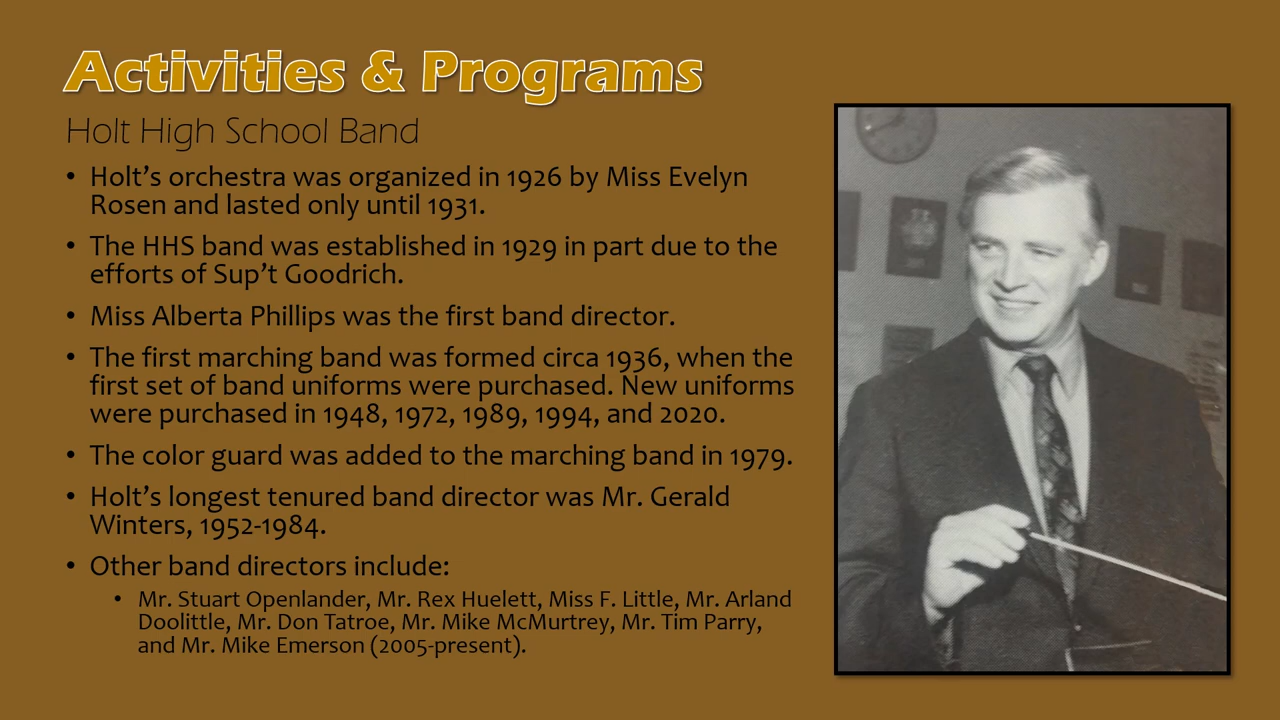 Activities & Programs
Holt High School Band
• Holt’s orchestra was organized in 1926 by Miss Evelyn
Rosen and lasted only until 1931.
• The HHS band was established in 1929 in part due to the
efforts of Sup’t Goodrich.
• Miss Alberta Phillips was the first band director.
• The first marching band was formed circa 1936, when the
first set of band uniforms were purchased. New uniforms
were purchased in 1948, 1972, 1989, 1994, and 2020.
• The color guard was added to the marching band in 1979.
• Holt’s longest tenured band director was Mr. Gerald
Winters, 1952-1984.
• Other band directors include:
• Mr. Stuart Openlander, Mr. Rex Huelett, Miss F. Little, Mr. Arland
Doolittle, Mr. Don Tatroe, Mr. Mike McMurtrey, Mr. Tim Parry,
and Mr. Mike Emerson (2005-present).